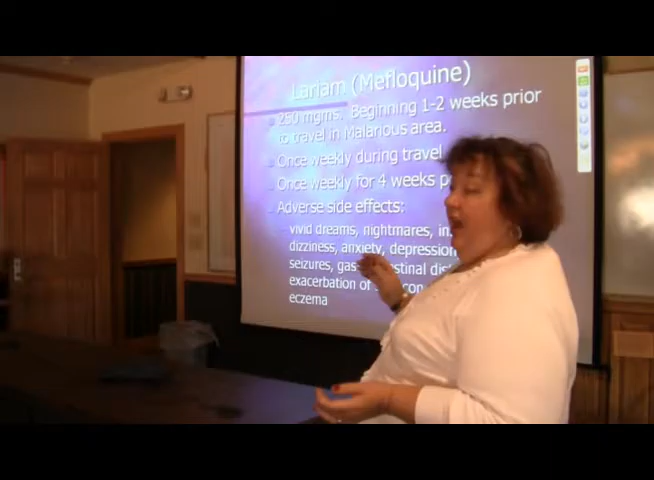 Lariam (Mefloquine)
250 mgms. Beginning 1-2 weeks prior
to travel in Malarious area.
Once weekly during travel
Once weekly for 4 weeks
Adverse side effects:
vivid dreams, nightmares,
dizziness, anxiety, depression
seizures,
exacerbation of
eczema